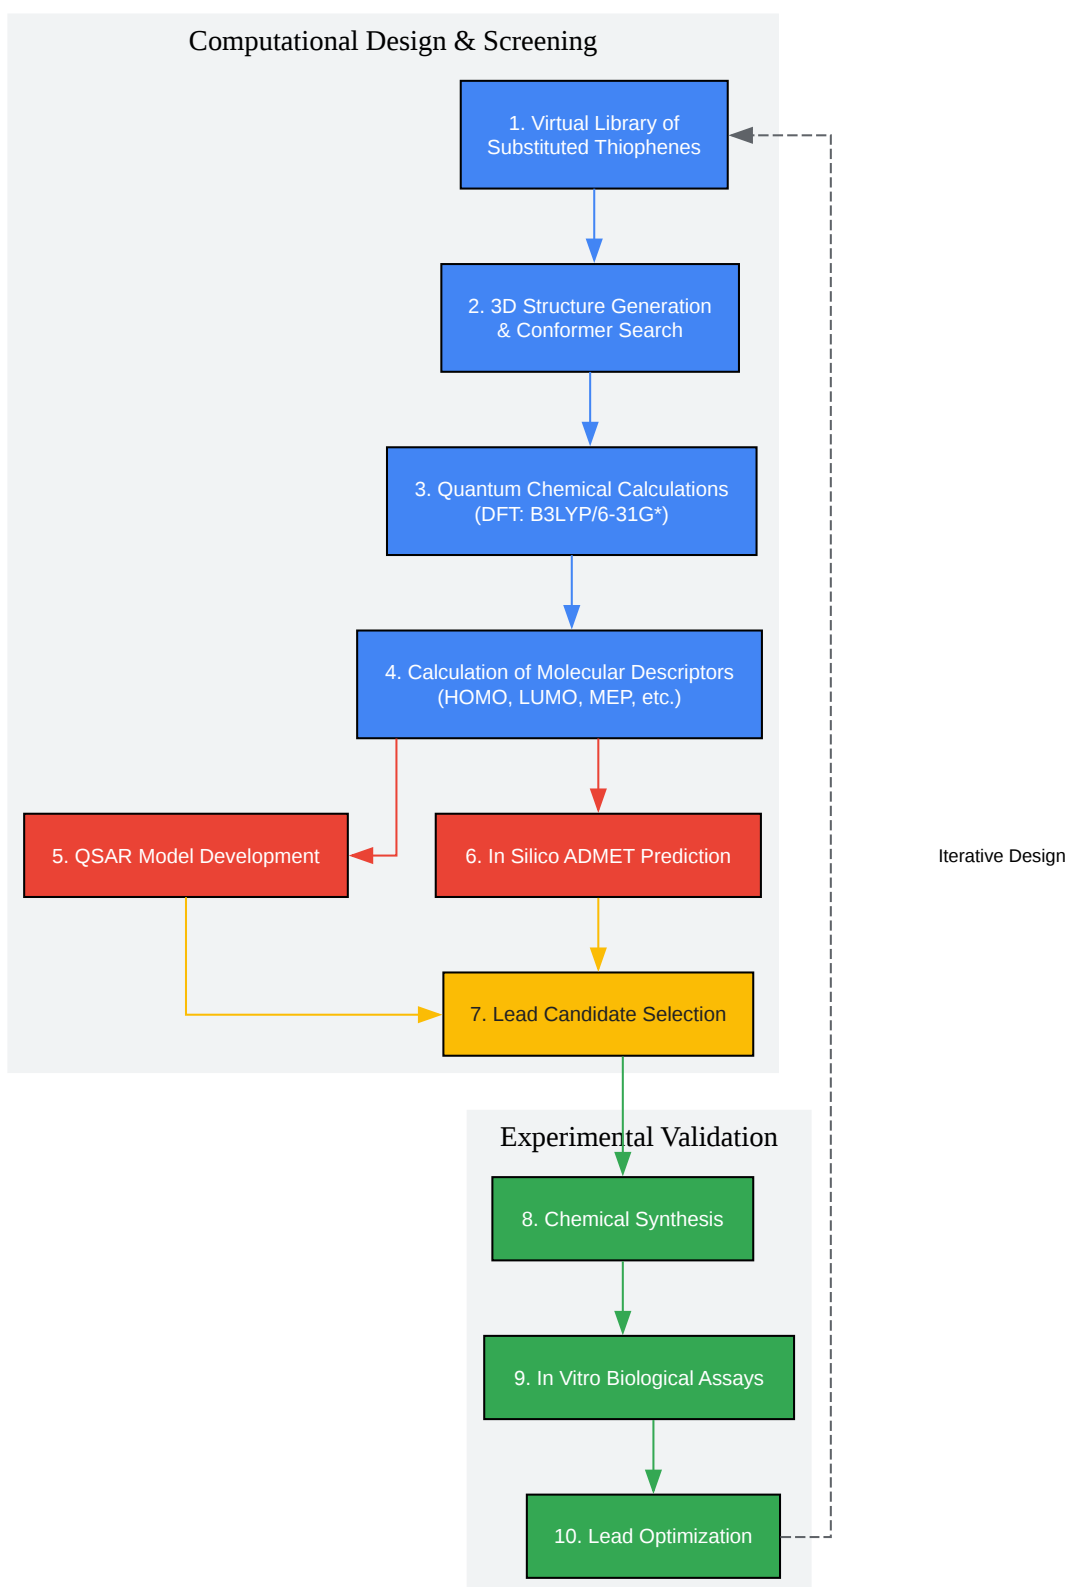 Computational Design & Screening
1. Virtual Library of
Substituted Thiophenes
2. 3D Structure Generation
& Conformer Search
3. Quantum Chemical Calculations
(DFT: B3LYP/6-31G*)
4. Calculation of Molecular Descriptors
(HOMO, LUMO, MEP, etc.)
5. QSAR Model Development
6. In Silico ADMET Prediction
Iterative Design
7. Lead Candidate Selection
Experimental Validation
8. Chemical Synthesis
9. In Vitro Biological Assays
10. Lead Optimization